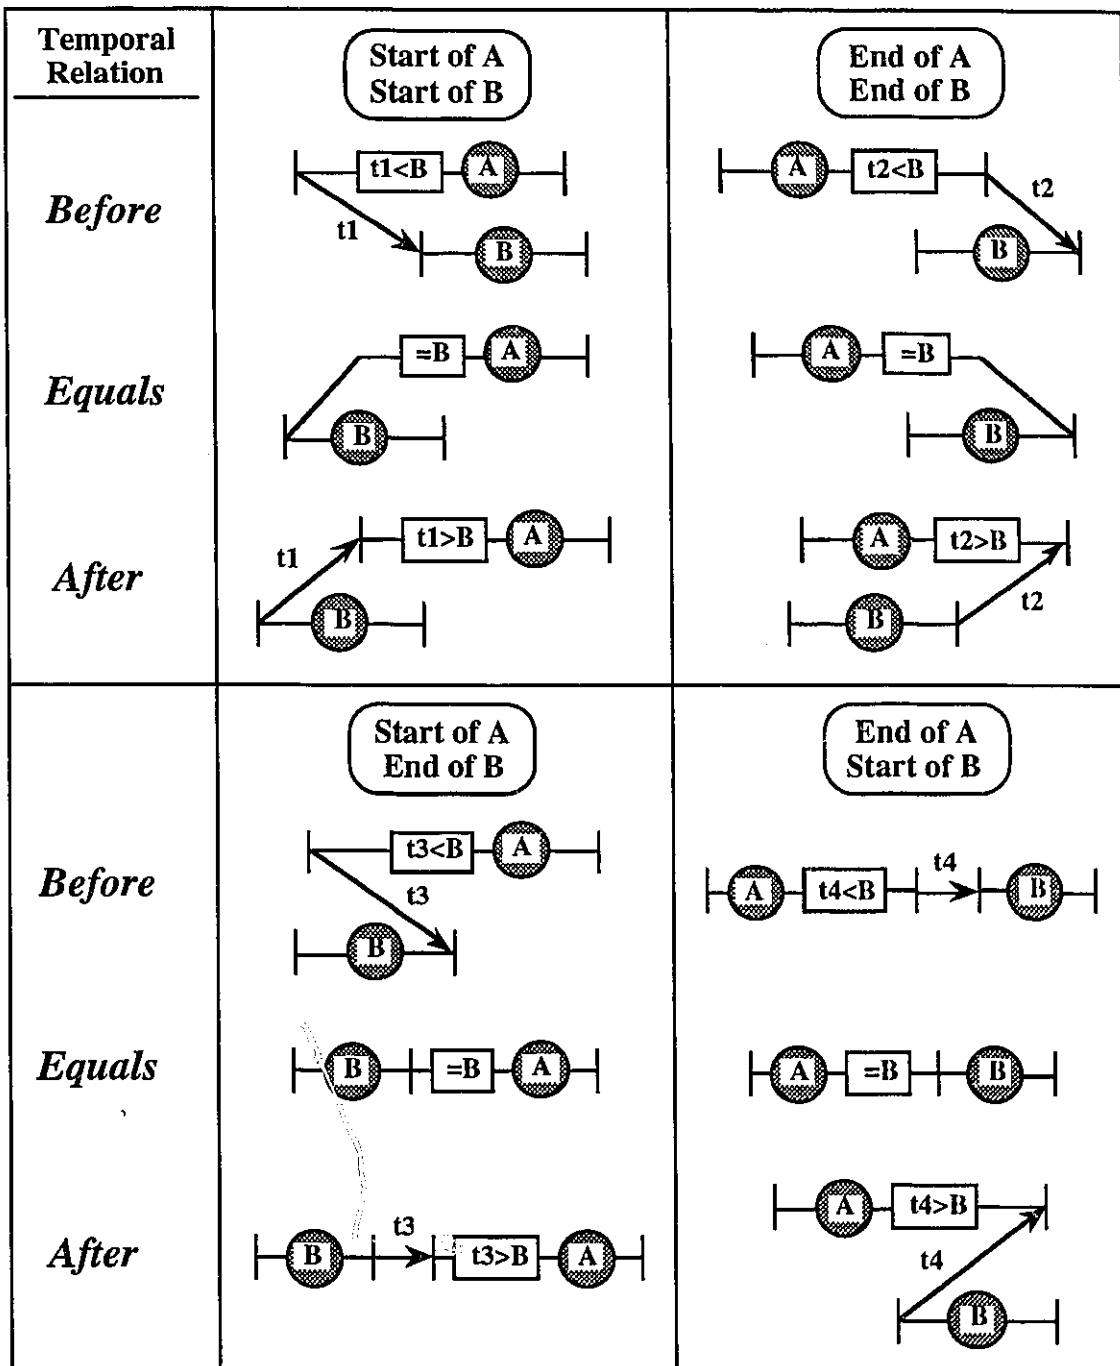 Temporal
Relation
Start of A
Start of B
End of A
End of B
Before
t1<B
A
t1
B
A
t2<B
t2
B
Equals
=B
A
B
A
=B
B
After
t1>B
A
t1
B
A
t2>B
B
t2
Start of A
End of B
End of A
Start of B
Before
t3<B
A
t3
B
A
t4<B
t4
B
Equals
B
=B
A
A
=B
B
After
B
t3
t3>B
A
A
t4>B
t4
B